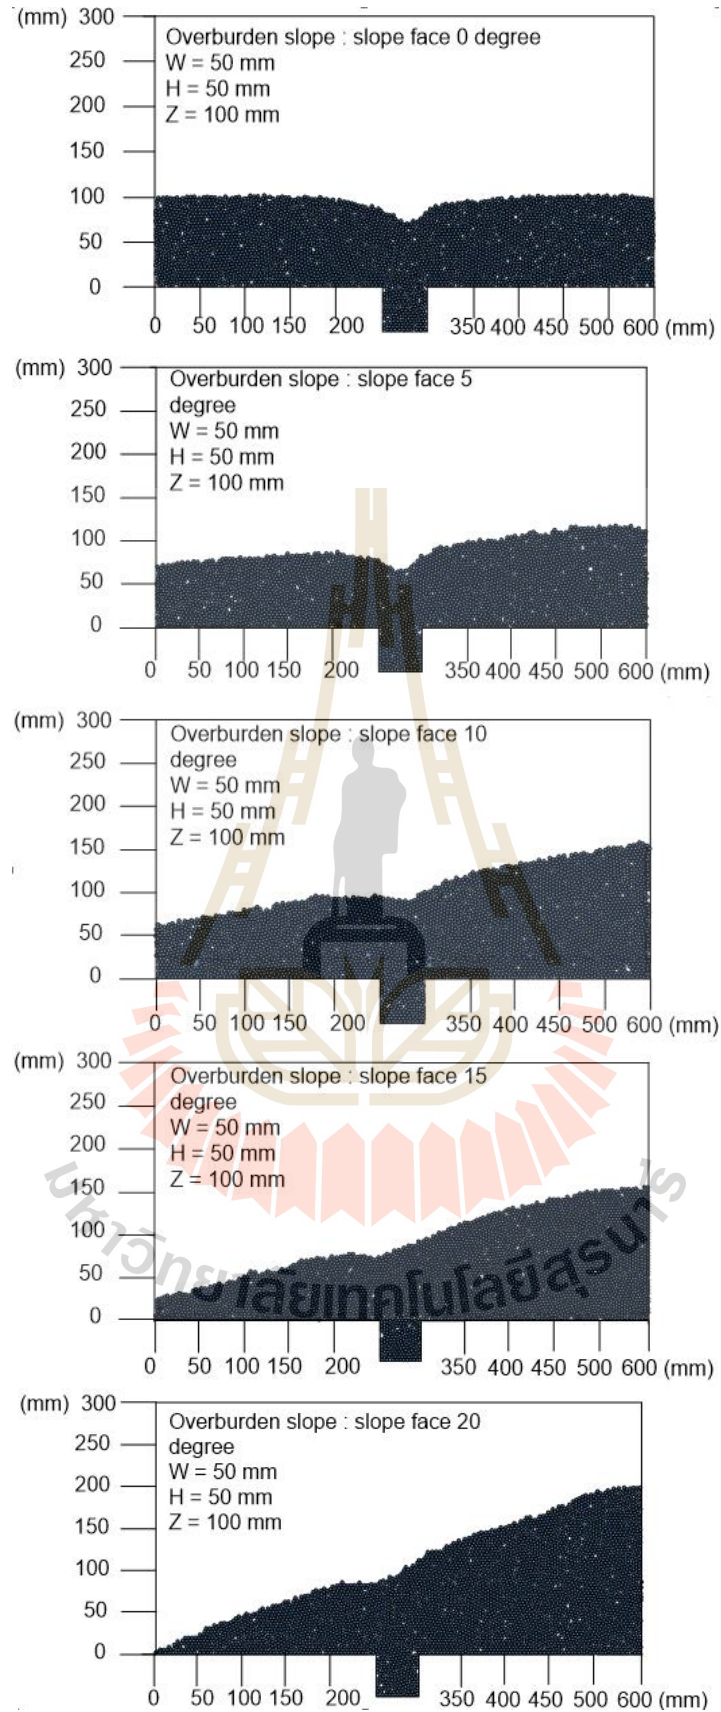 (mm) 300
Overburden slope : slope face 0 degree
250
W = 50 mm
H = 50 mm
200
Z = 100 mm
150
100
50
0
0 50 100 150 200 350 400 450 500 600 (mm)
(mm) 300
Overburden slope : slope face 5
degree
250
W = 50 mm
200
H = 50 mm
Z = 100 mm
150
100
50
0
0 50 100 150 200 350 400 450 500 600 (mm)
(mm) 300
Overburden slope : slope face 10
degree
250
W = 50 mm
200
H = 50 mm
Z = 100 mm
150
100
50
0
0 50 100 150 200 350 400 450 500 600 (mm)
(mm) 300
Overburden slope : slope face 15
degree
250
W = 50 mm
200
H = 50 mm
Z = 100 mm
150
100
50
0
มหาวิทยาลัยเทคโนโลยีสุรนารี
0 50 100 150 200 350 400 450 500 600 (mm)
(mm) 300
Overburden slope : slope face 20
degree
250
W = 50 mm
200
H = 50 mm
Z = 100 mm
150
100
50
0
0 50 100 150 200 350 400 450 500 600 (mm)